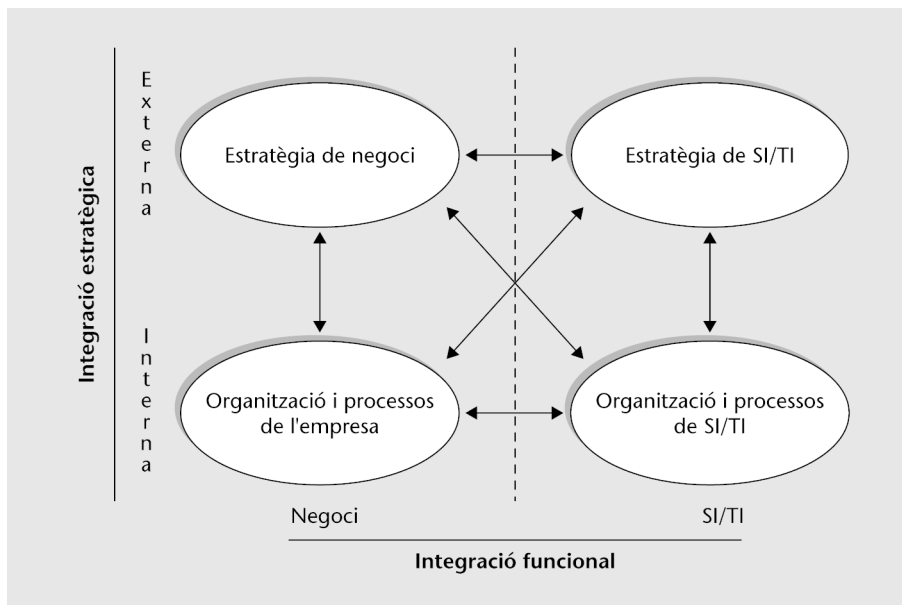 Integració estratègica
Externa
Interna
Estratègia de negoci
Estratègia de SI/TI
Organització i processos
de l'empresa
Organització i processos
de SI/TI
Negoci
SI/TI
Integració funcional